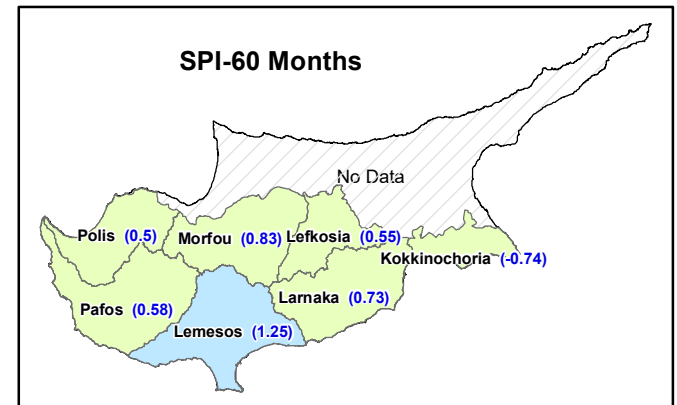 SPI-60 Months
No Data
Polis (0.5)
Morfou (0.83)
Lefkosia (0.55)
Kokkinochoria (-0.74)
Pafos (0.58)
Larnaka (0.73)
Lemesos (1.25)